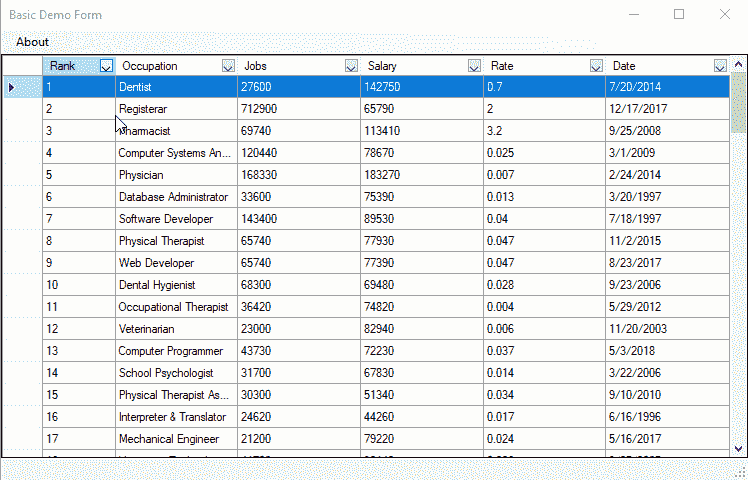 Basic Demo Form
About
Rank Occupation Jobs Salary Rate Date
1 Dentist 27600 142750 0.7 7/20/2014
2 Registerar 712900 65790 2 12/17/2017
3 Pharmacist 69740 113410 3.2 9/25/2008
4 Computer Systems An... 120440 78670 0.025 3/1/2009
5 Physician 168330 183270 0.007 2/24/2014
6 Database Administrator 33600 75390 0.013 3/20/1997
7 Software Developer 143400 89530 0.04 7/18/1997
8 Physical Therapist 65740 77930 0.047 11/2/2015
9 Web Developer 65740 77390 0.047 8/23/2017
10 Dental Hygienist 68300 69480 0.028 9/23/2006
11 Occupational Therapist 36420 74820 0.004 5/29/2012
12 Veterinarian 23000 82940 0.006 11/20/2003
13 Computer Programmer 43730 72230 0.037 5/3/2018
14 School Psychologist 31700 67830 0.014 3/22/2006
15 Physical Therapist As... 30300 51340 0.034 9/10/2010
16 Interpreter & Translator 24620 44260 0.017 6/16/1996
17 Mechanical Engineer 21200 79220 0.024 5/16/2017